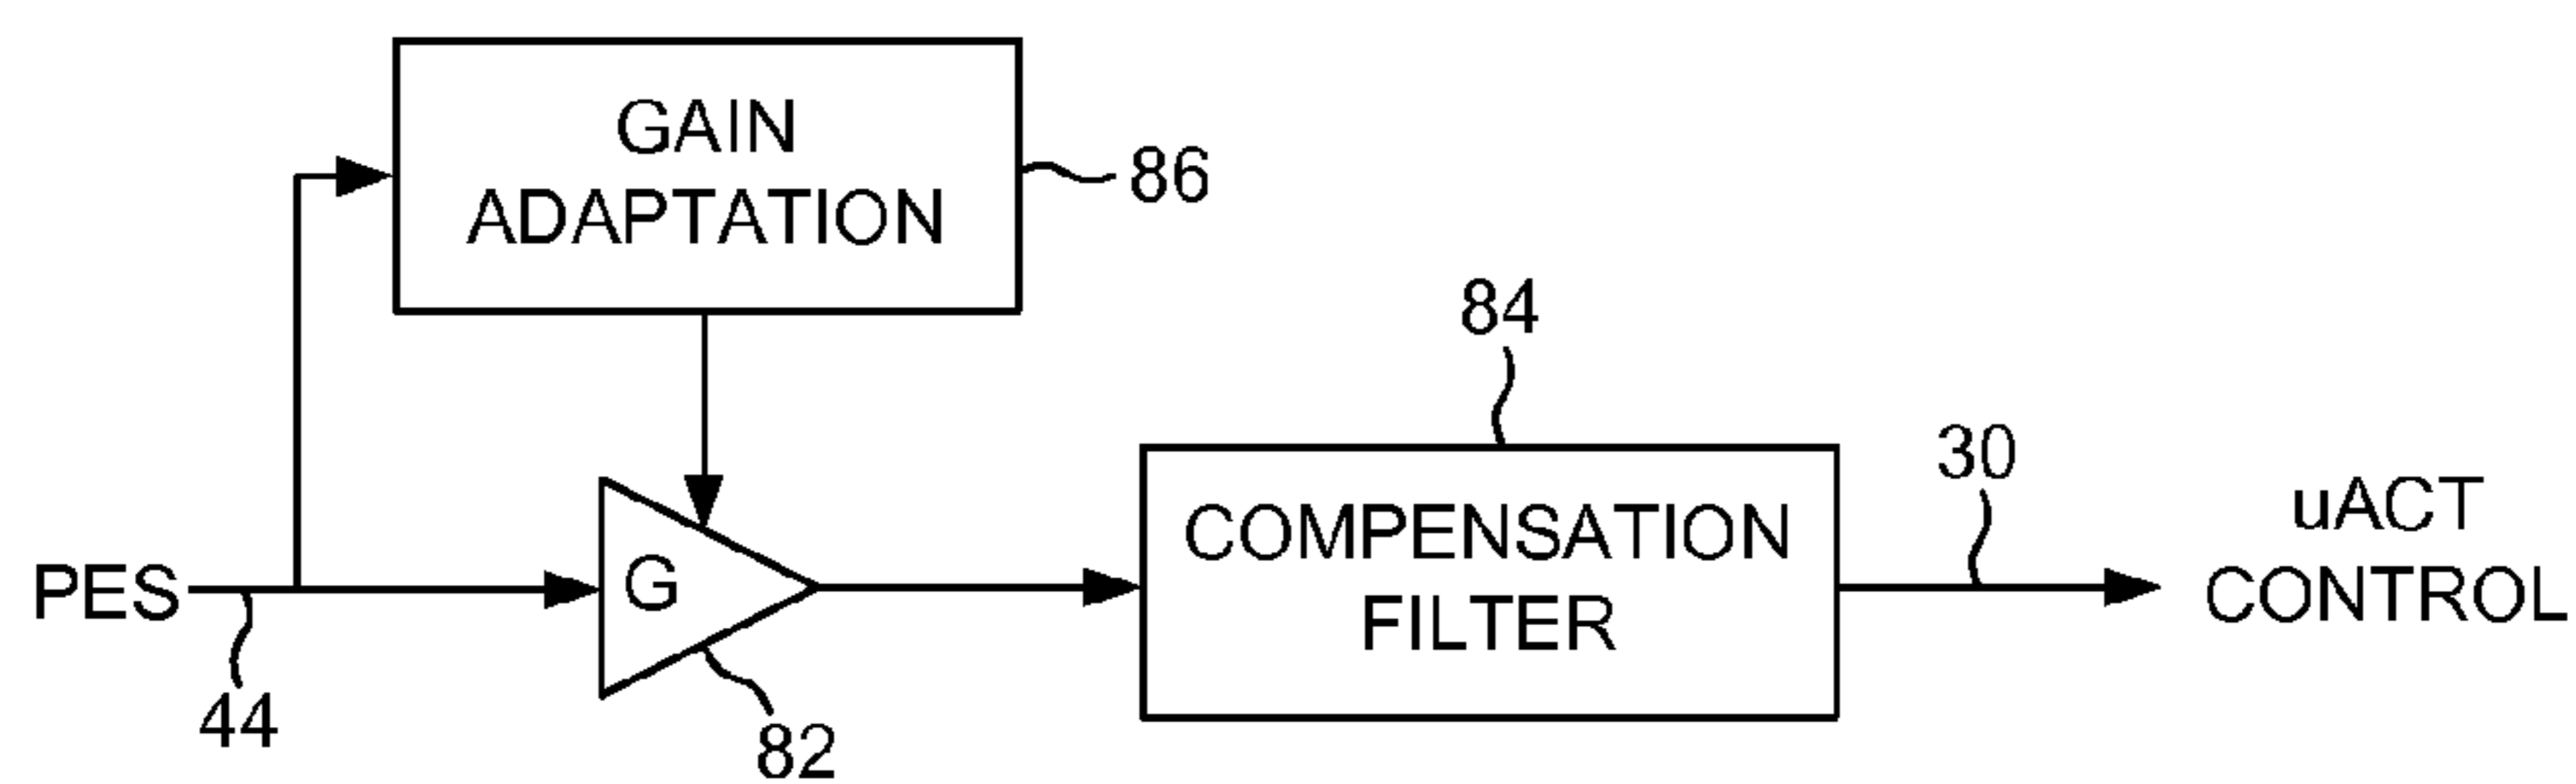 GAIN
ADAPTATION
86
84
30
uACT
CONTROL
COMPENSATION
FILTER
PES
G
44
82